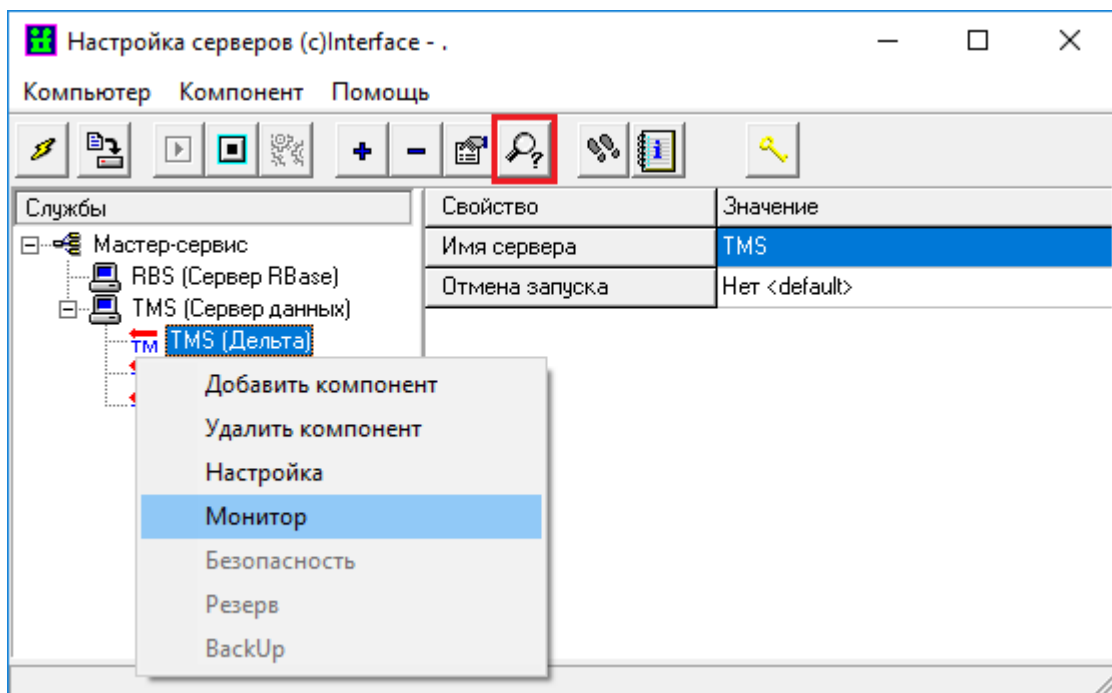 Настройка серверов (c)Interface - .
Компьютер Компонент Помощь
Службы
Свойство Значение
Мастер-сервис
Имя сервера TMS
RBS (Сервер RBase)
Отмена запуска Нет <default>
TMS (Сервер данных)
TM TMS (Дельта)
Добавить компонент
Удалить компонент
Настройка
Монитор
Безопасность
Резерв
BackUp